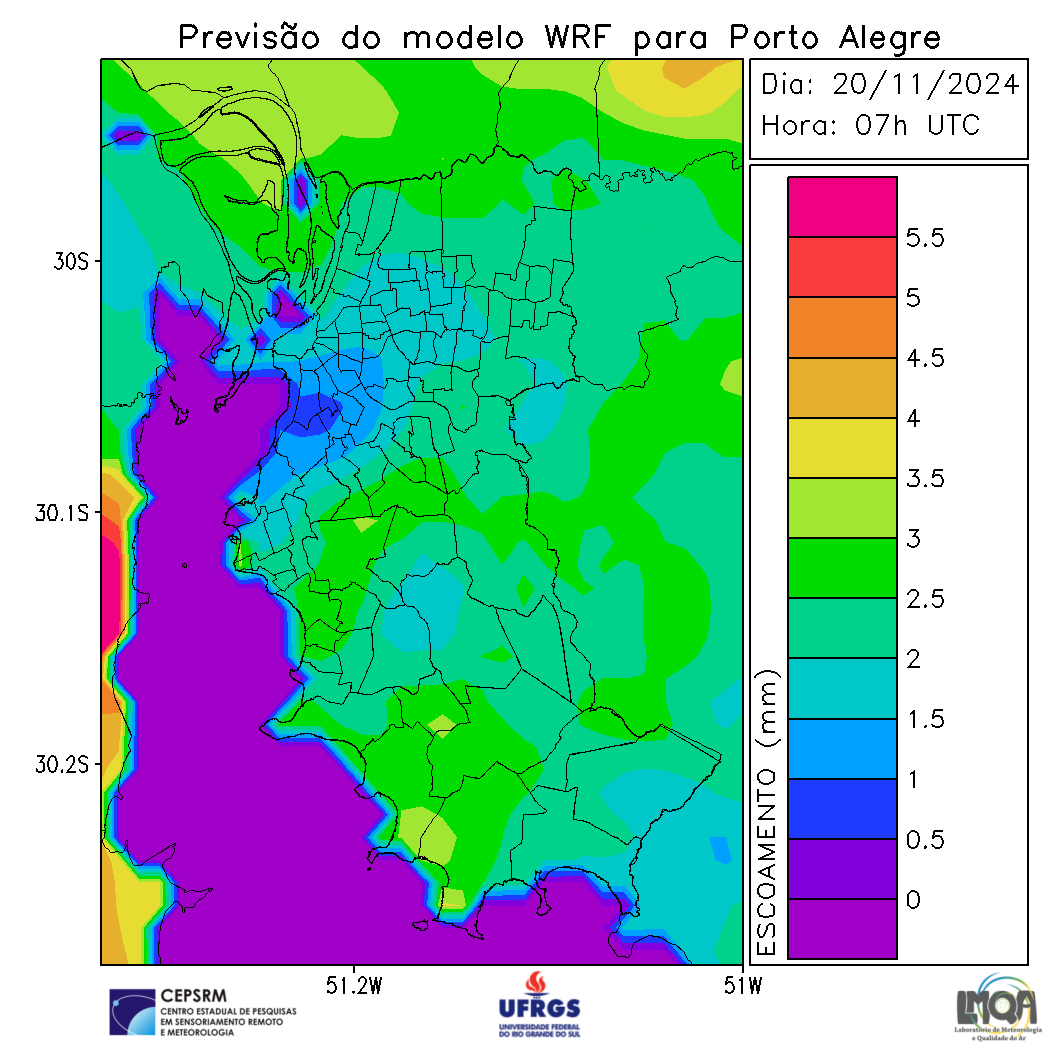 Previsão do modelo WRF para Porto Alegre
Dia: 20/11/2024
Hora: 07h UTC
30S
30.1S
30.2S
51.2W
51W
ESCOAMENTO (mm)
5.5
5
4.5
4
3.5
3
2.5
2
1.5
1
0.5
0
CEPSRM
CENTRO ESTADUAL DE PESQUISAS
EM SENSORIAMENTO REMOTO
E METEOROLOGIA
UFRGS
UNIVERSIDADE FEDERAL
DO RIO GRANDE DO SUL
LMQA
Laboratório de Meteorologia
e Qualidade do Ar